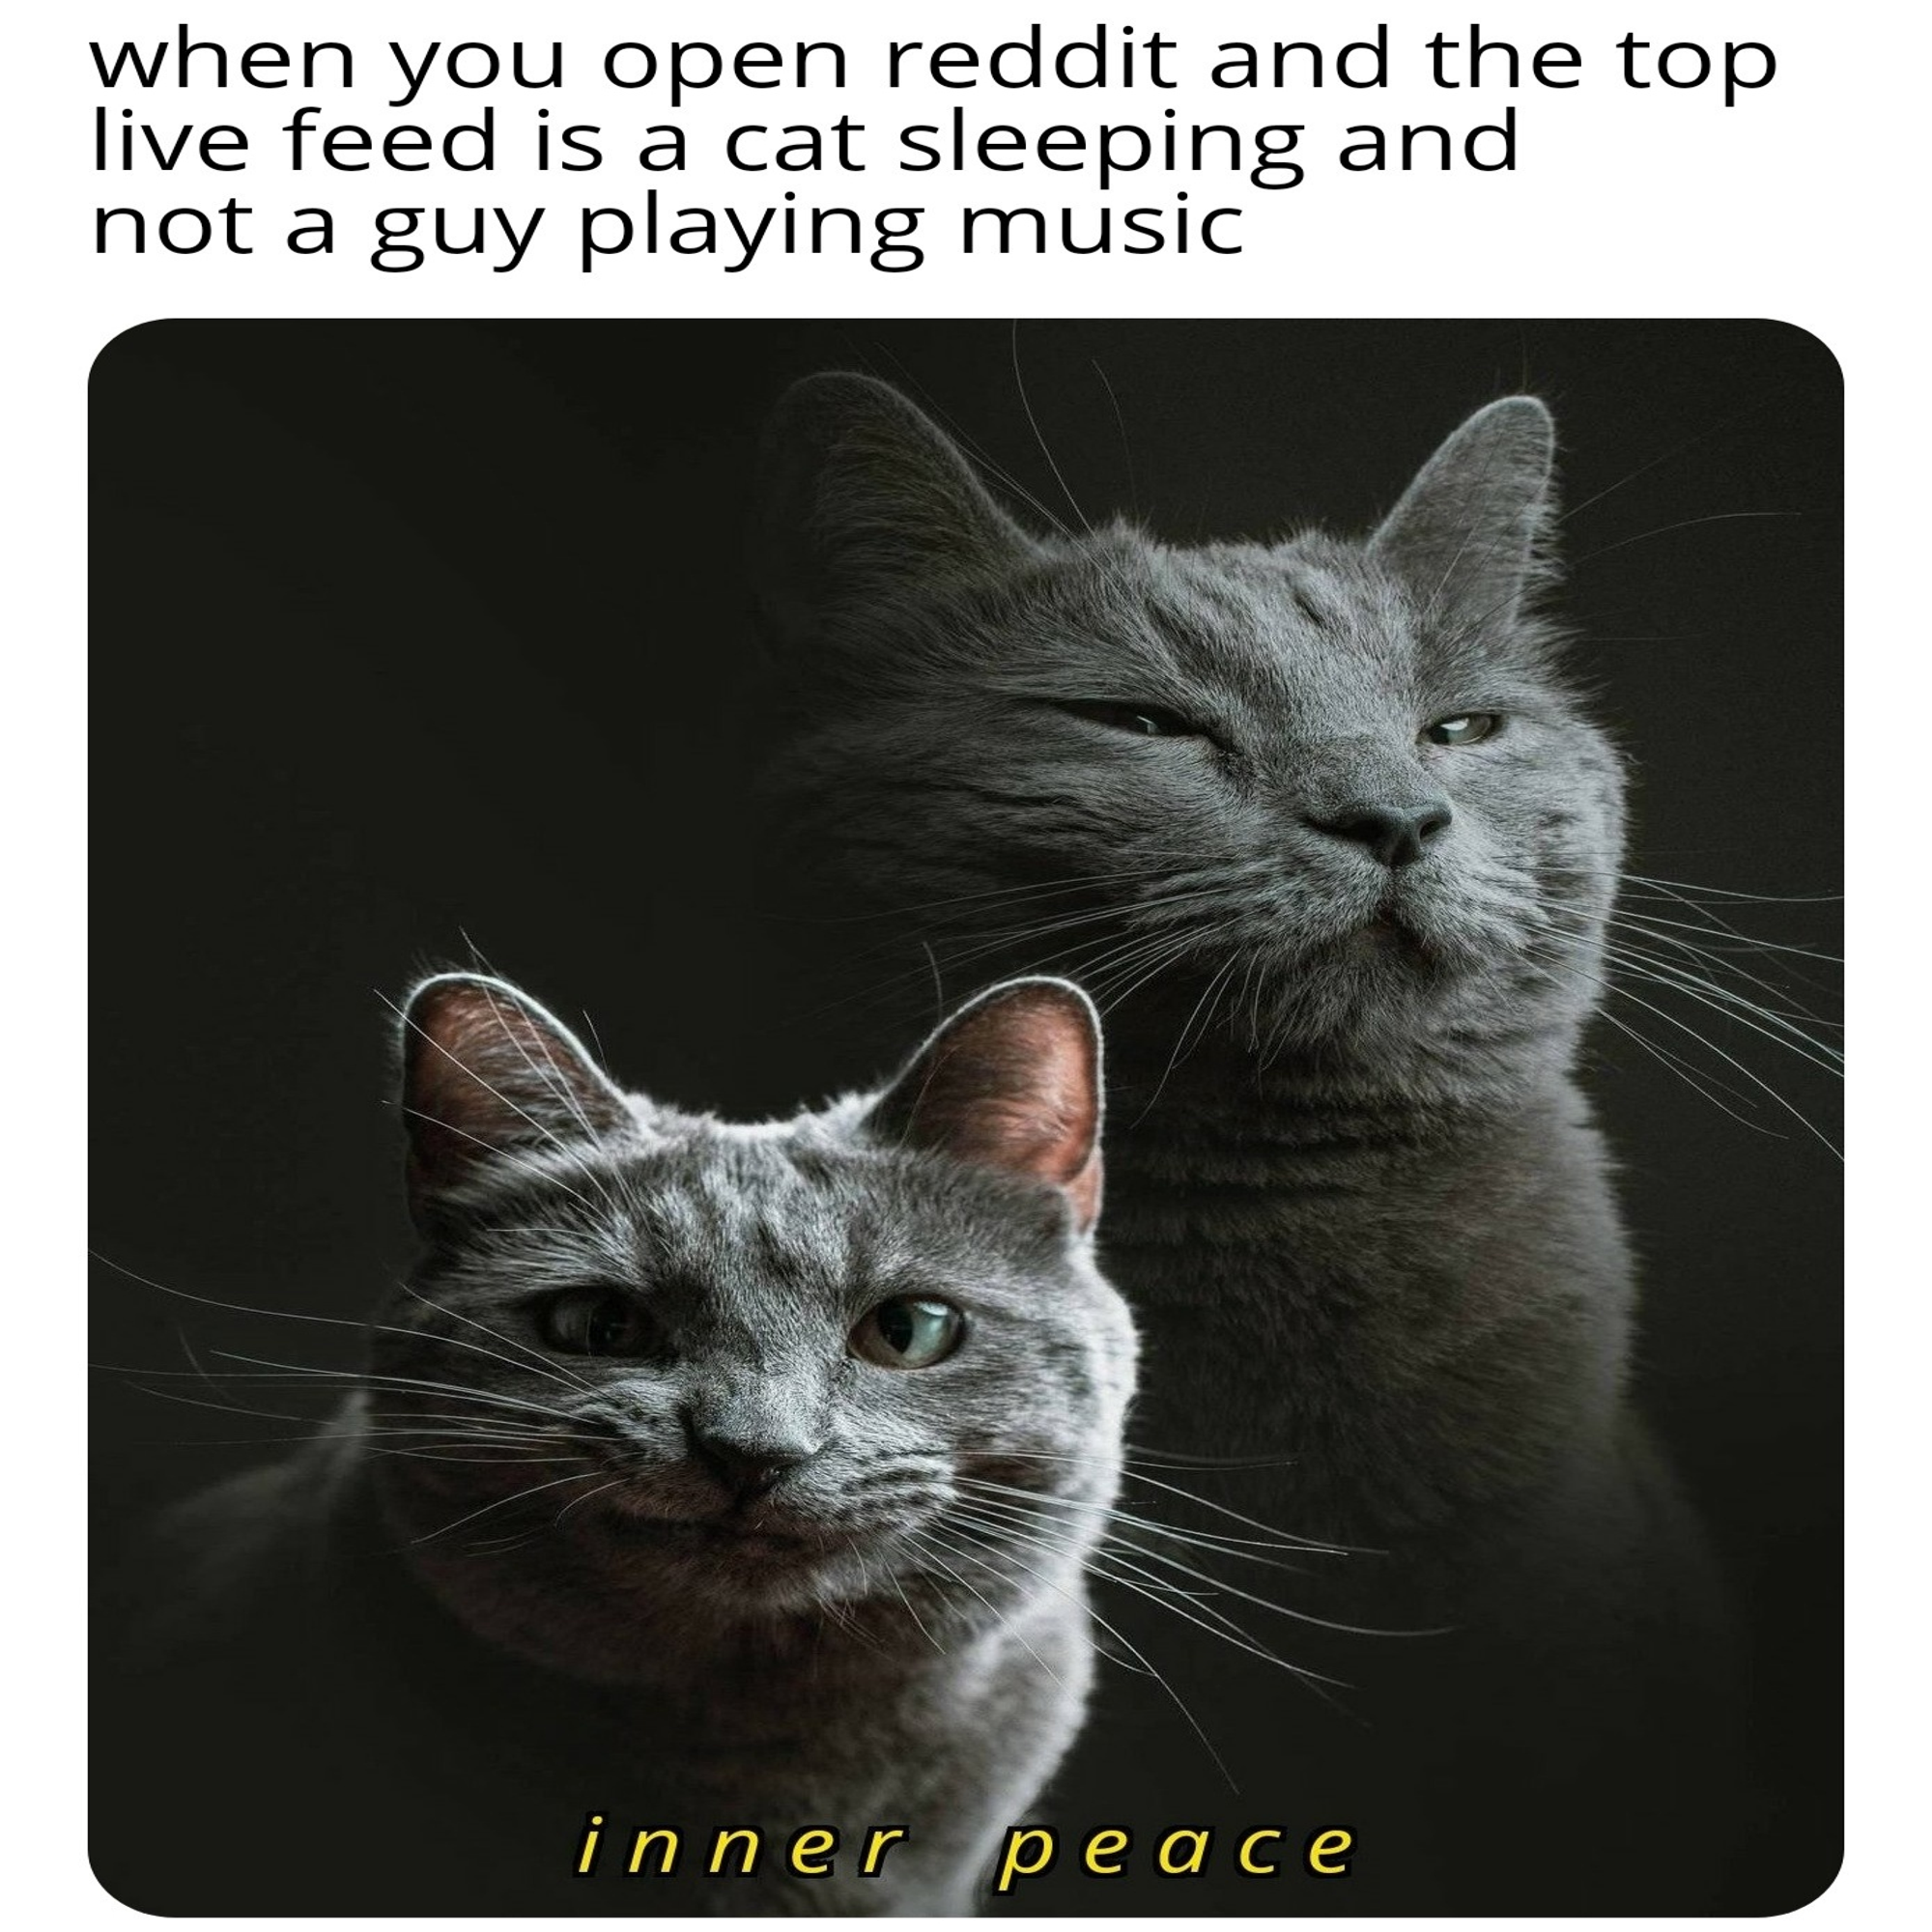 when you open reddit and the top
live feed is a cat sleeping and
not a guy playing music
inner peace